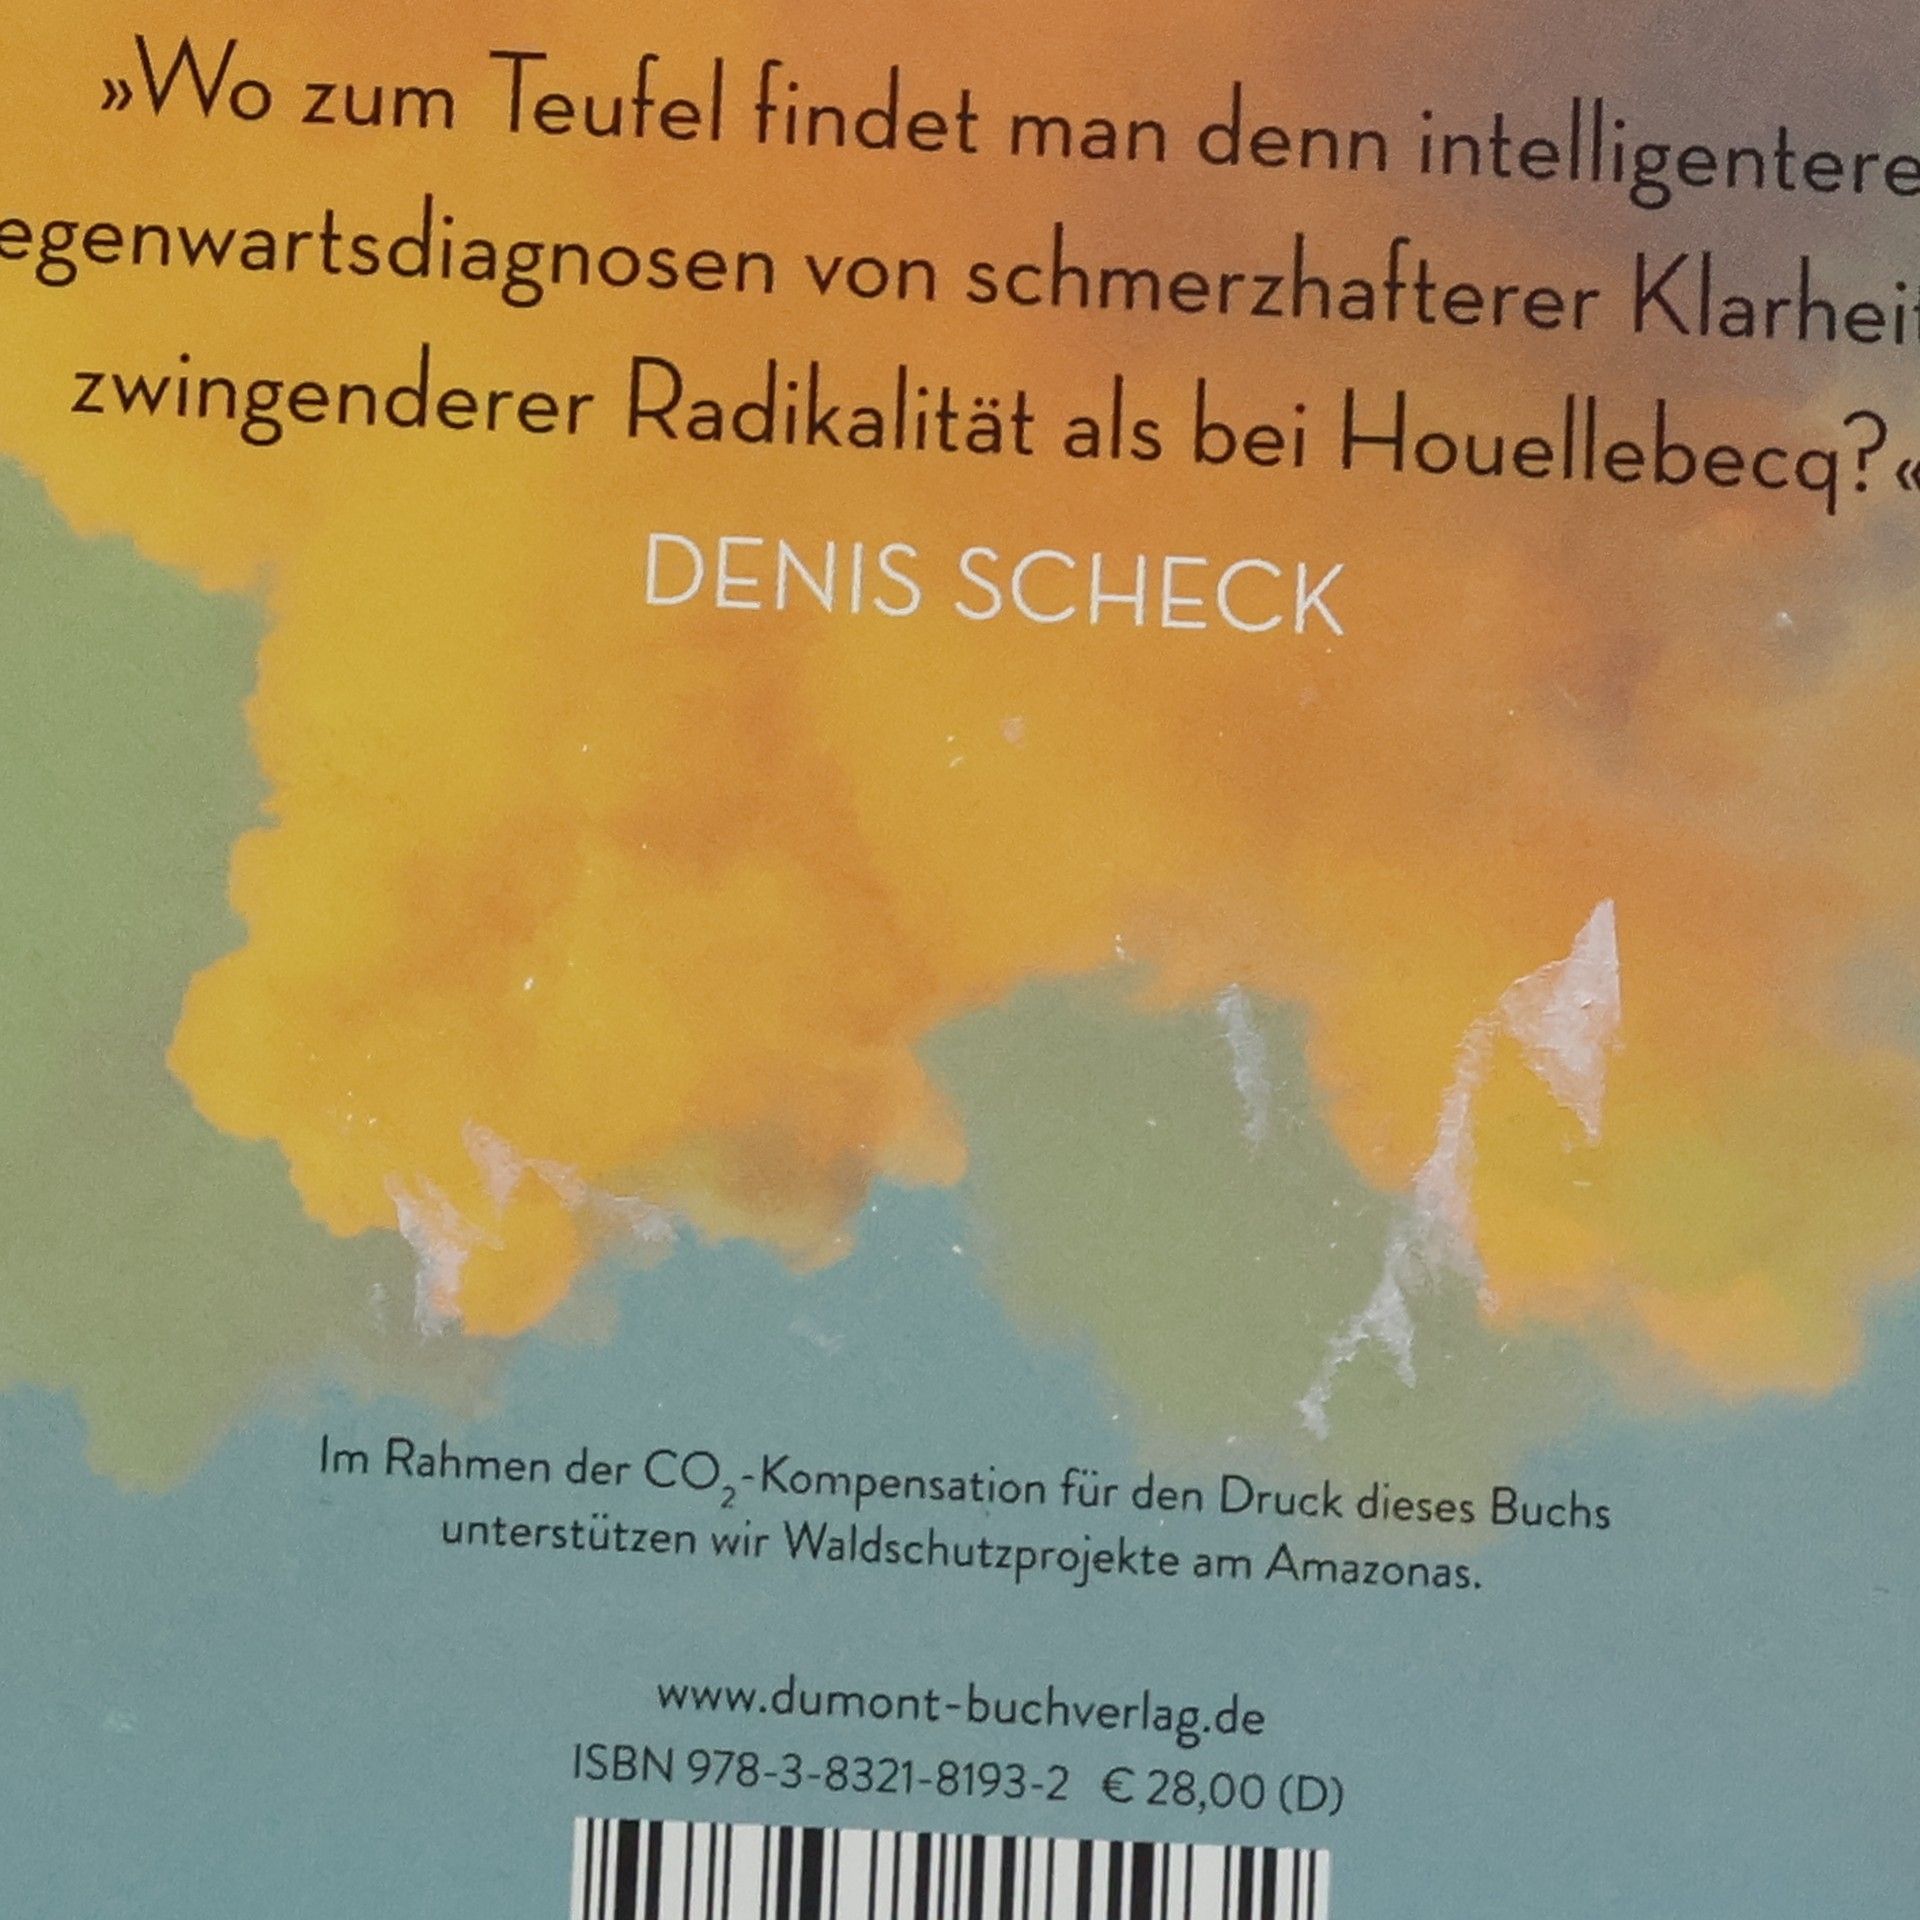 »Wo zum Teufel findet man denn intelligentere
egenwartsdiagnosen von schmerzhafterer Klarheit
zwingenderer Radikalität als bei Houellebecq?«
DENIS SCHECK
Im Rahmen der CO₂-Kompensation für den Druck dieses Buchs
unterstützen wir Waldschutzprojekte am Amazonas.
www.dumont-buchverlag.de
ISBN 978-3-8321-8193-2 € 28,00 (D)